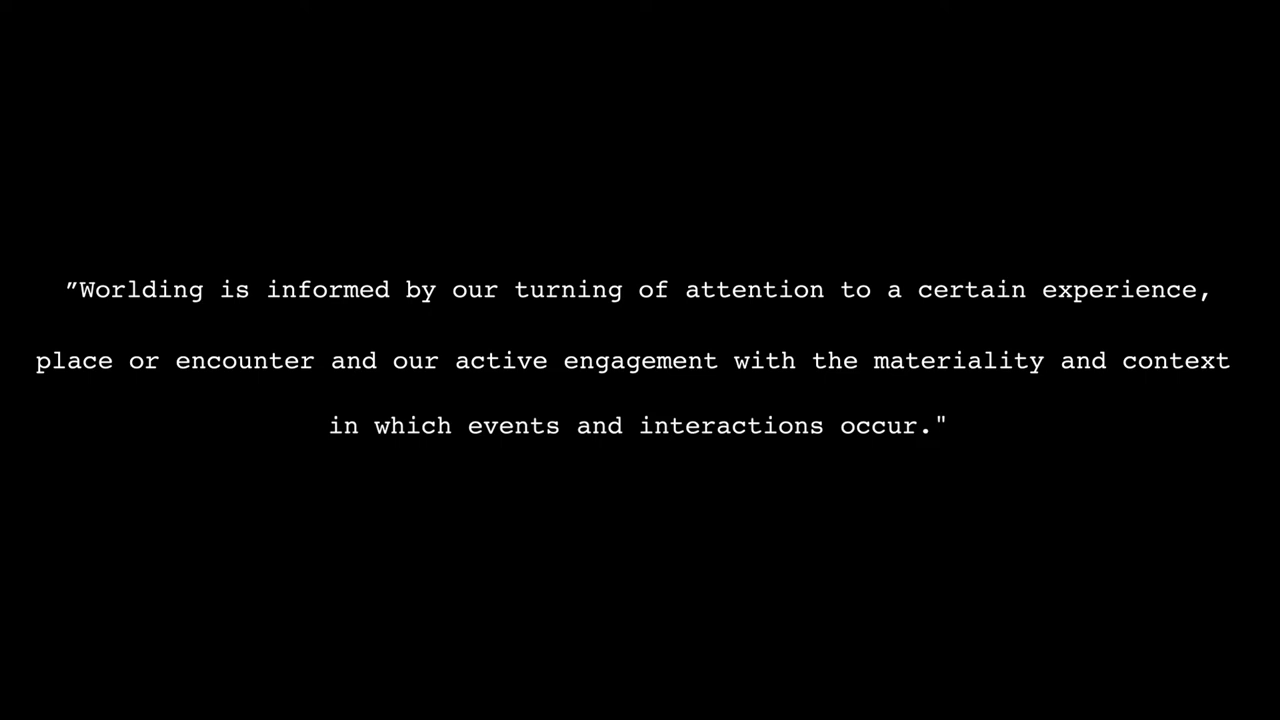 ”Worlding is informed by our turning of attention to a certain experience,
place or encounter and our active engagement with the materiality and context
in which events and interactions occur."